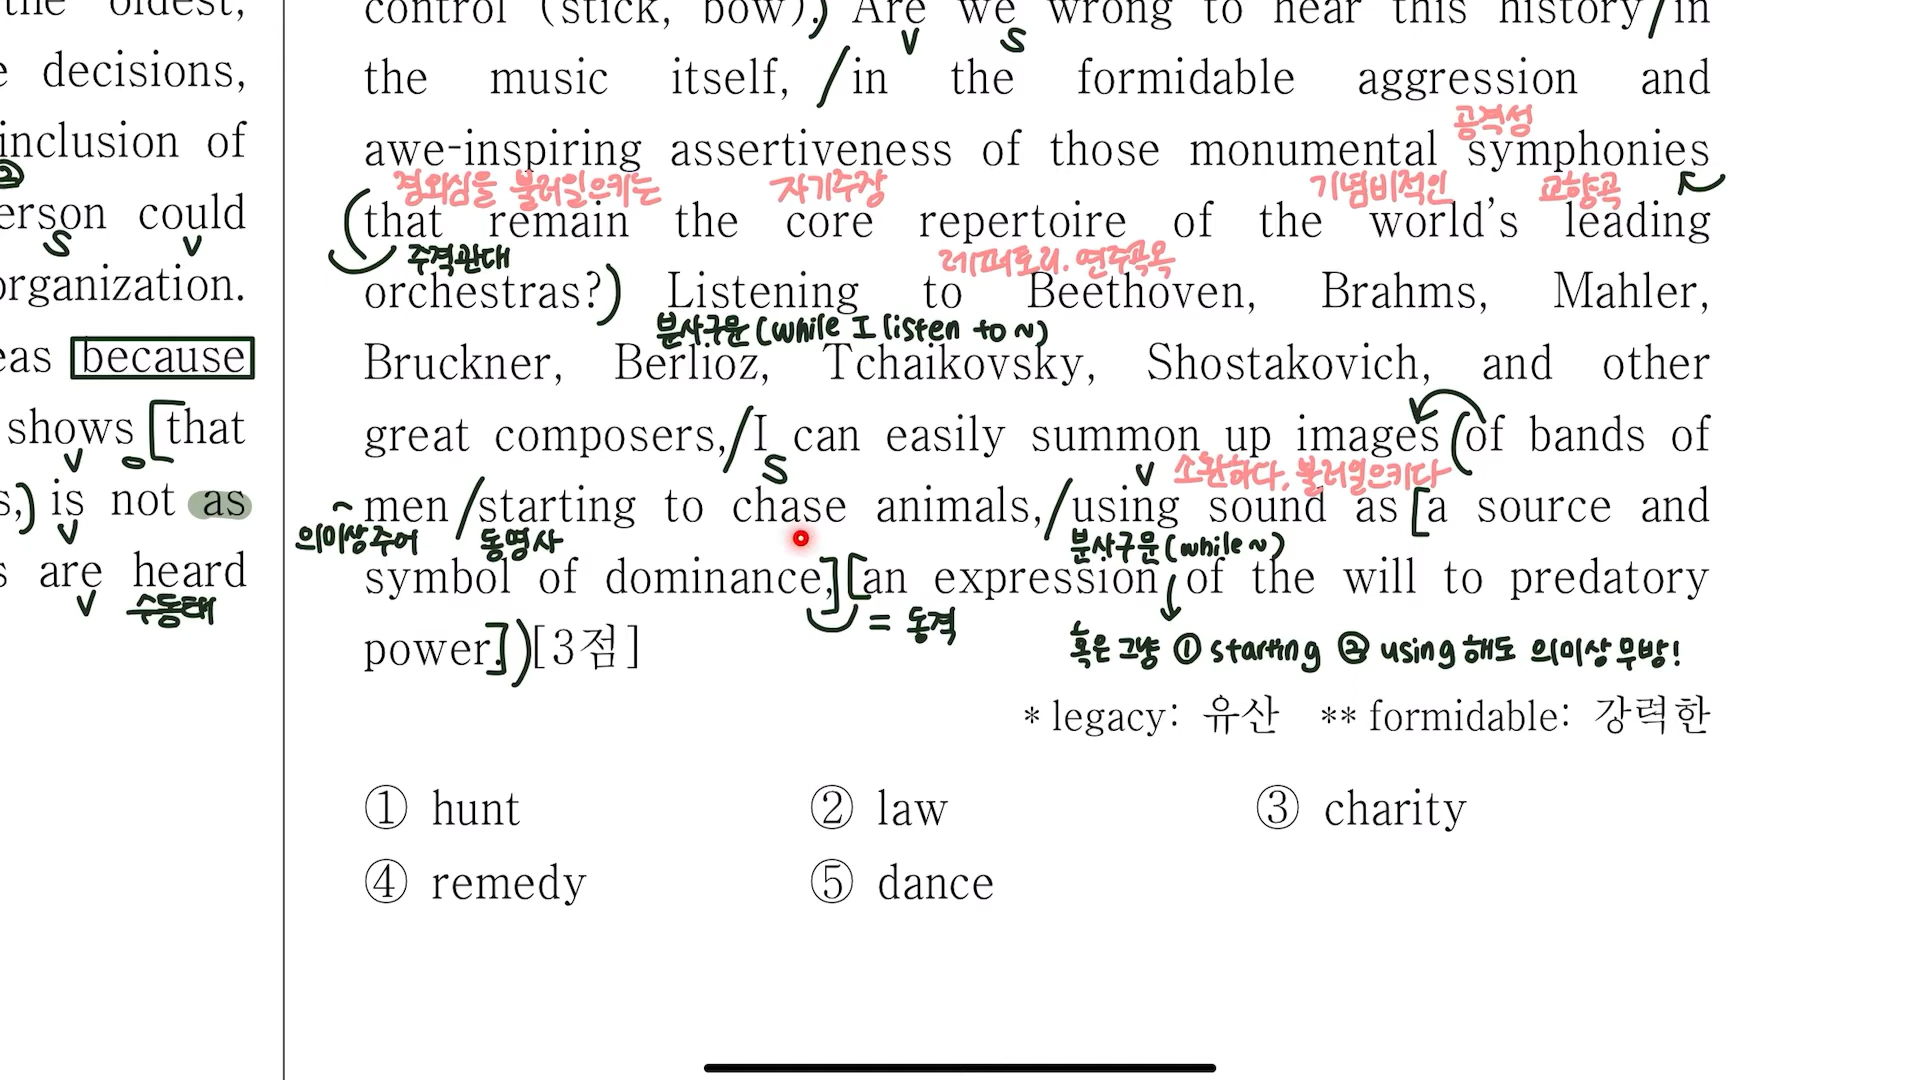 the oldest,
decisions,
inclusion of
②
erson could
S V
organization.
eas because
shows [that
V O
s,) is not as
V
s are heard
V 수동태
control (stick, bow).) Are we wrong to hear this history/in
V S
the music itself, /in the formidable aggression and
공격성
awe-inspiring assertiveness of those monumental symphonies
경외심을 불러일으키는 자기주장 기념비적인 교향곡
(that remain the core repertoire of the world's leading
주격관대 레퍼토리. 연주곡목
orchestras?) Listening to Beethoven, Brahms, Mahler,
분사구문 (while I listen to ~)
Bruckner, Berlioz, Tchaikovsky, Shostakovich, and other
great composers,/I can easily summon up images (of bands of
S V 소환하다, 불러일으키다
men /starting to chase animals,/using sound as [a source and
의미상주어 동명사 분사구문 (while ~)
symbol of dominance,] [an expression of the will to predatory
= 동격
power.])[3점]
혹은 그냥 ① starting ② using 해도 의미상 무방!
* legacy: 유산 ** formidable: 강력한
① hunt ② law ③ charity
④ remedy ⑤ dance